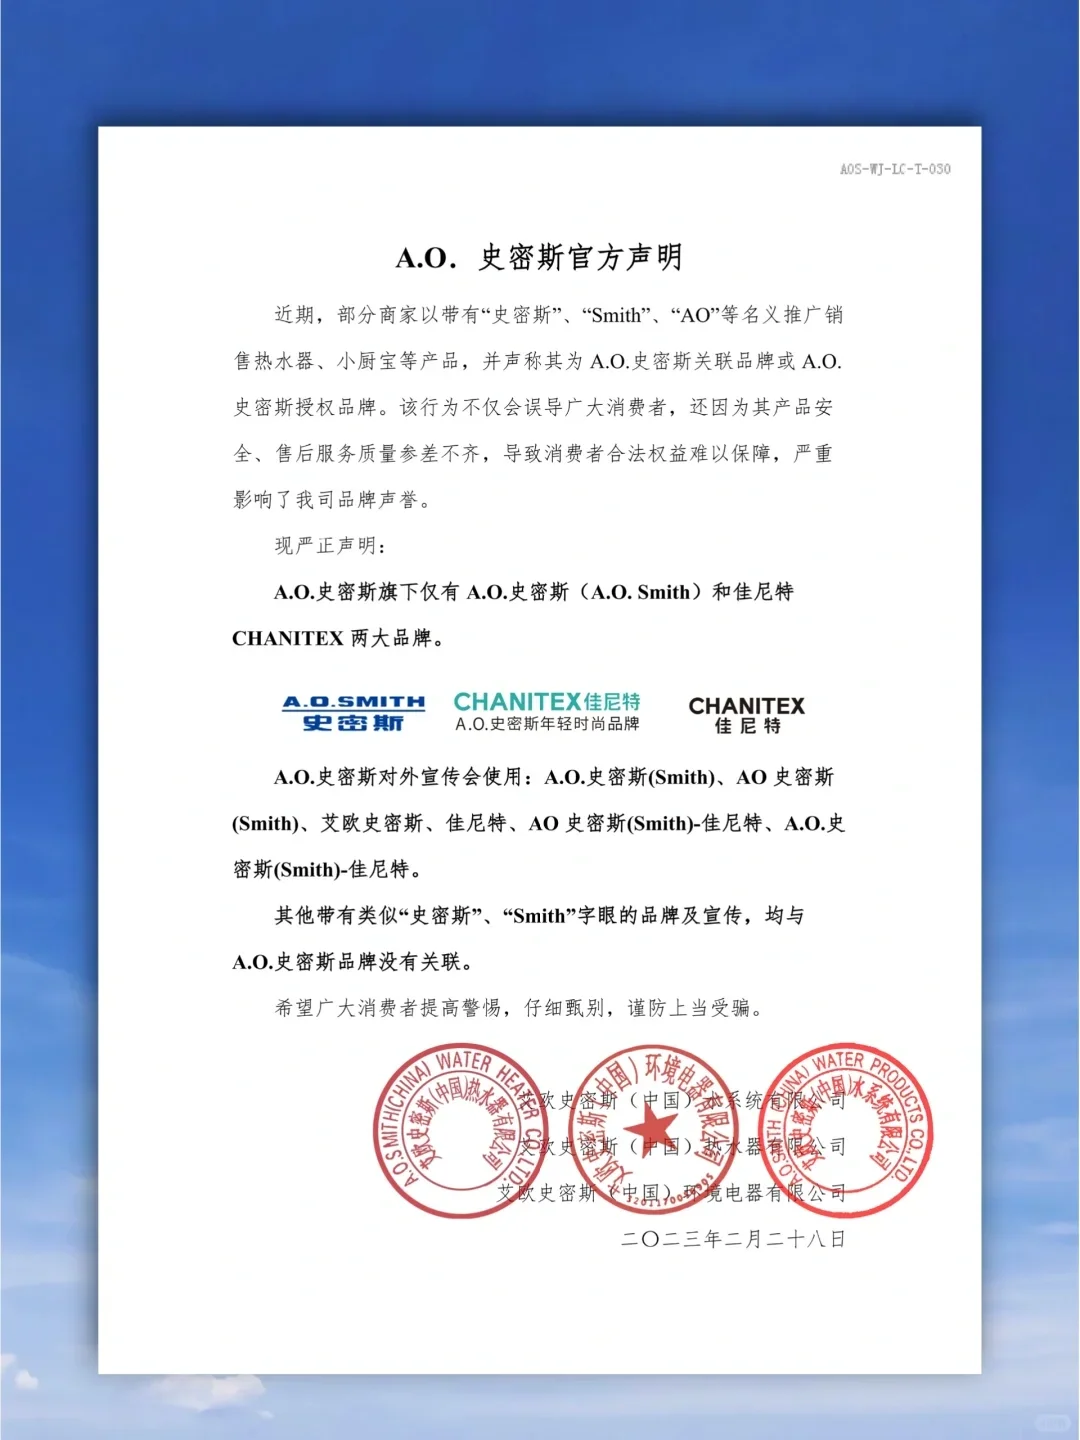 AOS-WJ-LC-T-030
A.O. 史密斯官方声明
近期，部分商家以带有“史密斯”、“Smith”、“AO”等名义推广销
售热水器、小厨宝等产品，并声称其为 A.O.史密斯关联品牌或 A.O.
史密斯授权品牌。该行为不仅会误导广大消费者，还因为其产品安
全、售后服务质量参差不齐，导致消费者合法权益难以保障，严重
影响了我司品牌声誉。
现严正声明：
A.O.史密斯旗下仅有 A.O.史密斯（A.O. Smith）和佳尼特
CHANITEX 两大品牌。
A.O.SMITH
史密斯
CHANITEX佳尼特
A.O.史密斯年轻时尚品牌
CHANITEX
佳尼特
A.O.史密斯对外宣传会使用：A.O.史密斯(Smith)、AO 史密斯
(Smith)、艾欧史密斯、佳尼特、AO 史密斯(Smith)-佳尼特、A.O.史
密斯(Smith)-佳尼特。
其他带有类似“史密斯”、“Smith”字眼的品牌及宣传，均与
A.O.史密斯品牌没有关联。
希望广大消费者提高警惕，仔细甄别，谨防上当受骗。
艾欧史密斯（中国）水系统有限公司
艾欧史密斯（中国）热水器有限公司
艾欧史密斯（中国）环境电器有限公司
二〇二三年二月二十八日
A.O.SMITH(CHINA) WATER HEATER CO.,LTD.
艾欧史密斯(中国)热水器有限公司
艾欧史密斯(中国)环境电器有限公司
A.O.SMITH (CHINA) WATER PRODUCTS CO.,LTD.
艾欧史密斯(中国)水系统有限公司